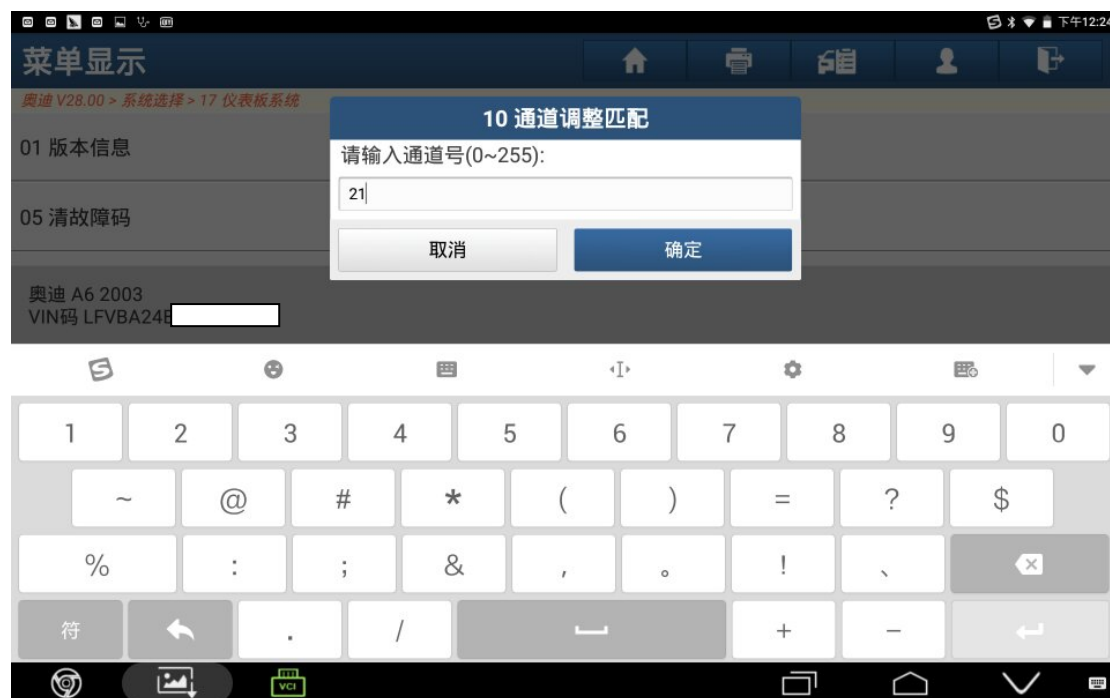 下午12:24
菜单显示
奥迪 V28.00 > 系统选择 > 17 仪表板系统
10 通道调整匹配
01 版本信息
请输入通道号(0~255):
21
05 清故障码
取消
确定
奥迪 A6 2003
VIN码 LFVBA24
1 2 3 4 5 6 7 8 9 0
~ @ # * ( ) = ? $
% : ; & , 。 ! 、
符 . / + −
VCI